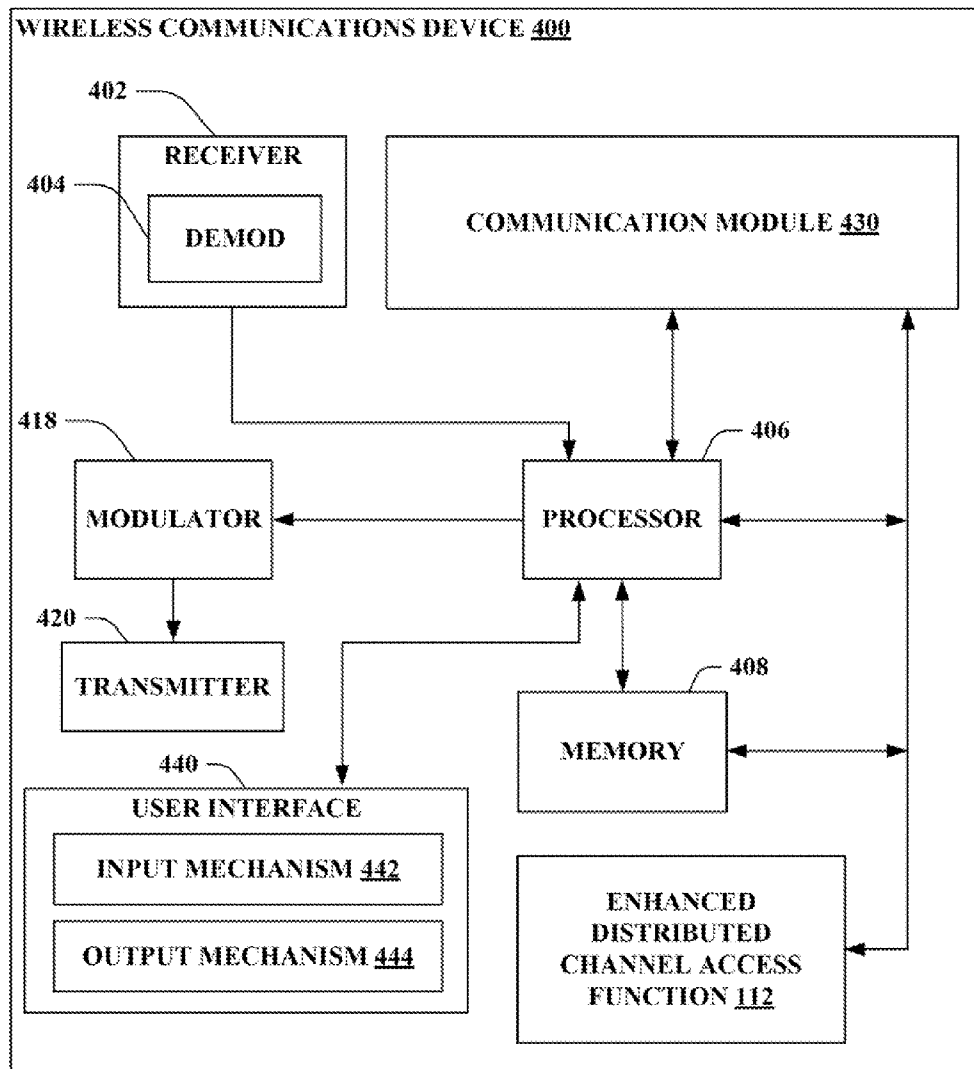 WIRELESS COMMUNICATIONS DEVICE 400
402
RECEIVER
404
DEMOD
COMMUNICATION MODULE 430
418
MODULATOR
406
PROCESSOR
420
TRANSMITTER
408
MEMORY
440
USER INTERFACE
INPUT MECHANISM 442
OUTPUT MECHANISM 444
ENHANCED
DISTRIBUTED
CHANNEL ACCESS
FUNCTION 112